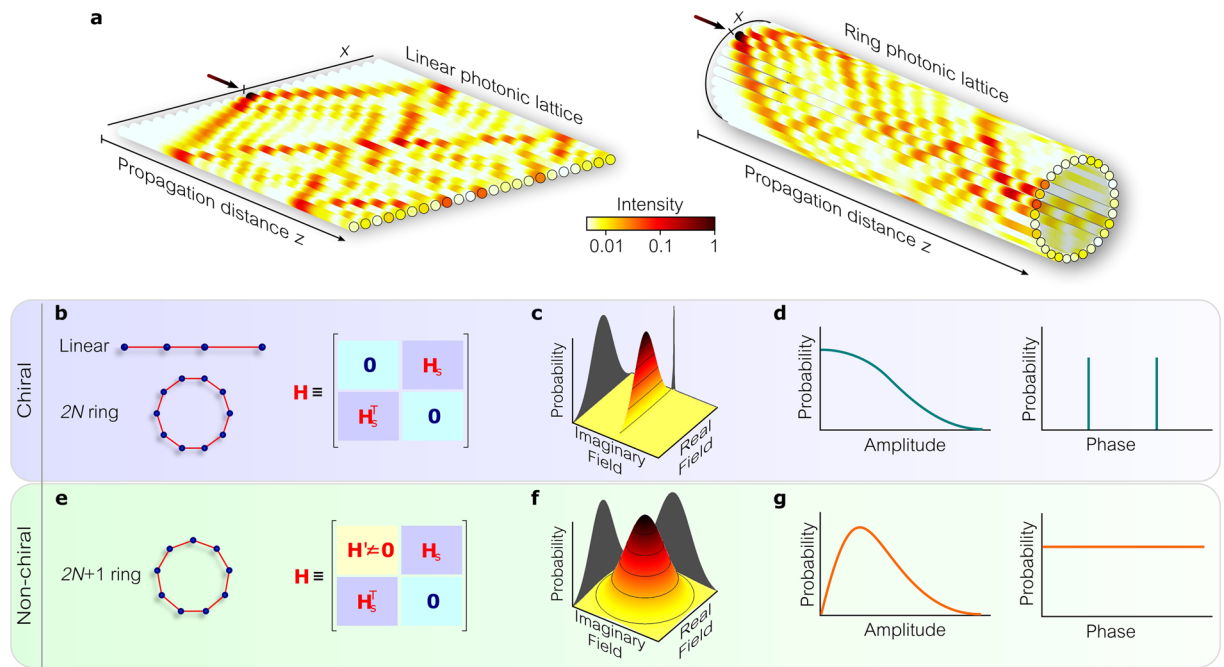 a
x
Linear photonic lattice
Propagation distance z
x
Ring photonic lattice
Propagation distance z
Intensity
0.01 0.1 1
Chiral
b
Linear
2N ring
H ≡
0 Hs
HsT 0
c
Probability
Imaginary
Field
Real
Field
d
Probability
Amplitude
Probability
Phase
Non-chiral
e
2N+1 ring
H ≡
H'≠0 Hs
HsT 0
f
Probability
Imaginary
Field
Real
Field
g
Probability
Amplitude
Probability
Phase